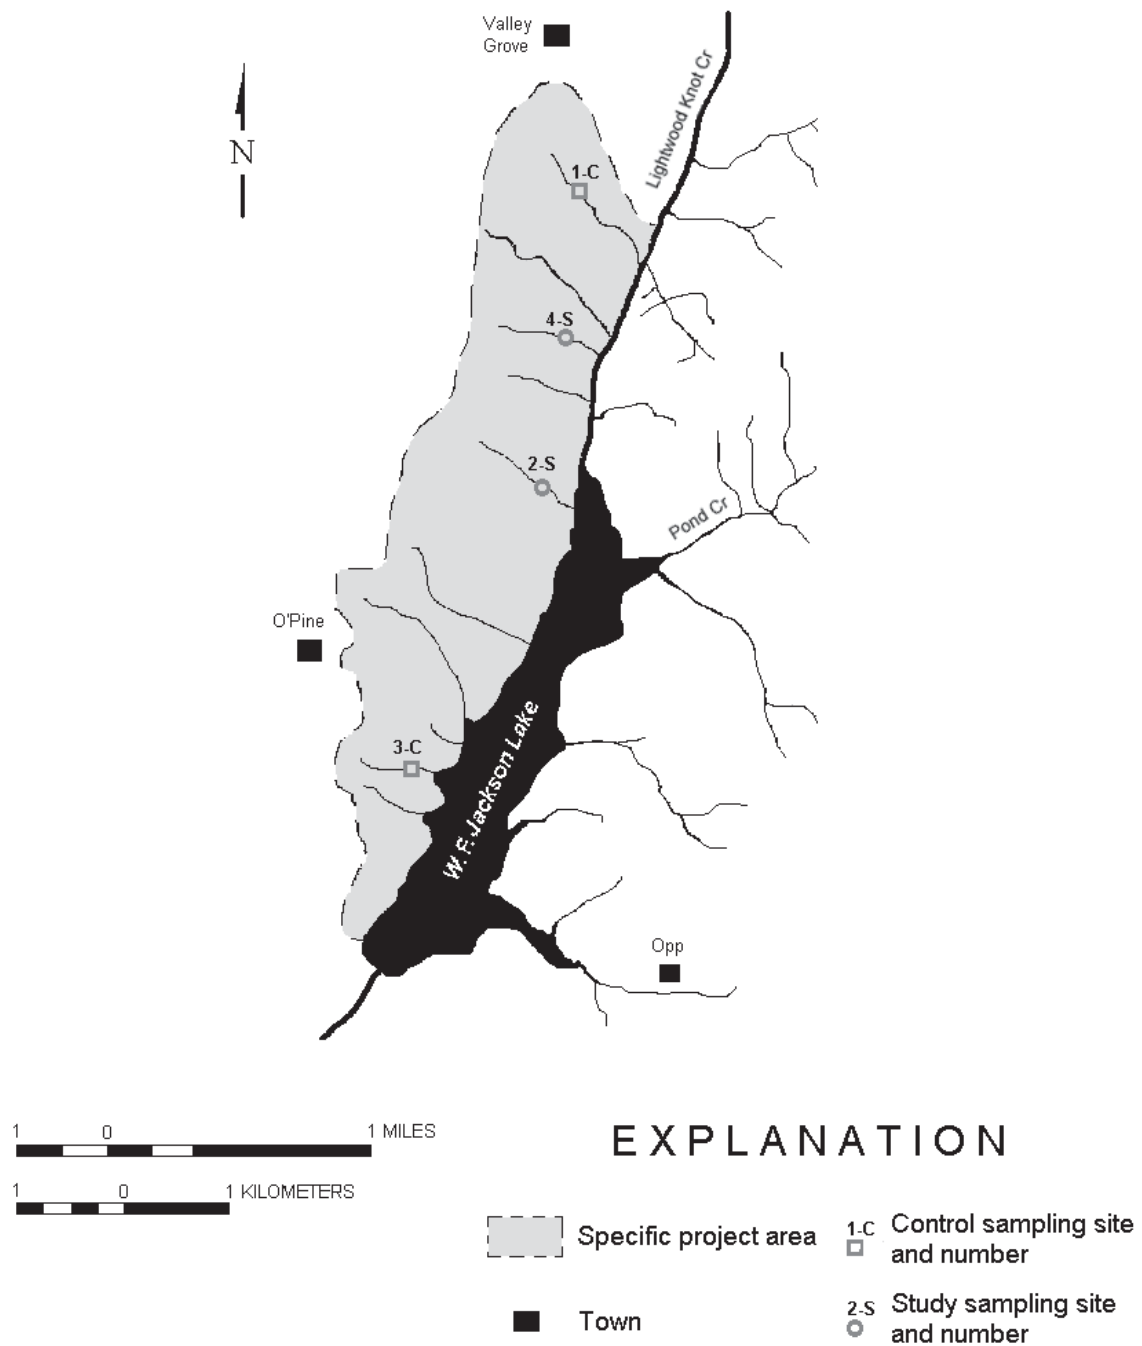 Valley
Grove
Lightwood Knot Cr
N
1-C
4-S
2-S
Pond Cr
O'Pine
3-C
W. F. Jackson Lake
Opp
1 0 1 MILES
1 0 1 KILOMETERS
EXPLANATION
Specific project area
1-C Control sampling site
and number
Town
2-S Study sampling site
and number